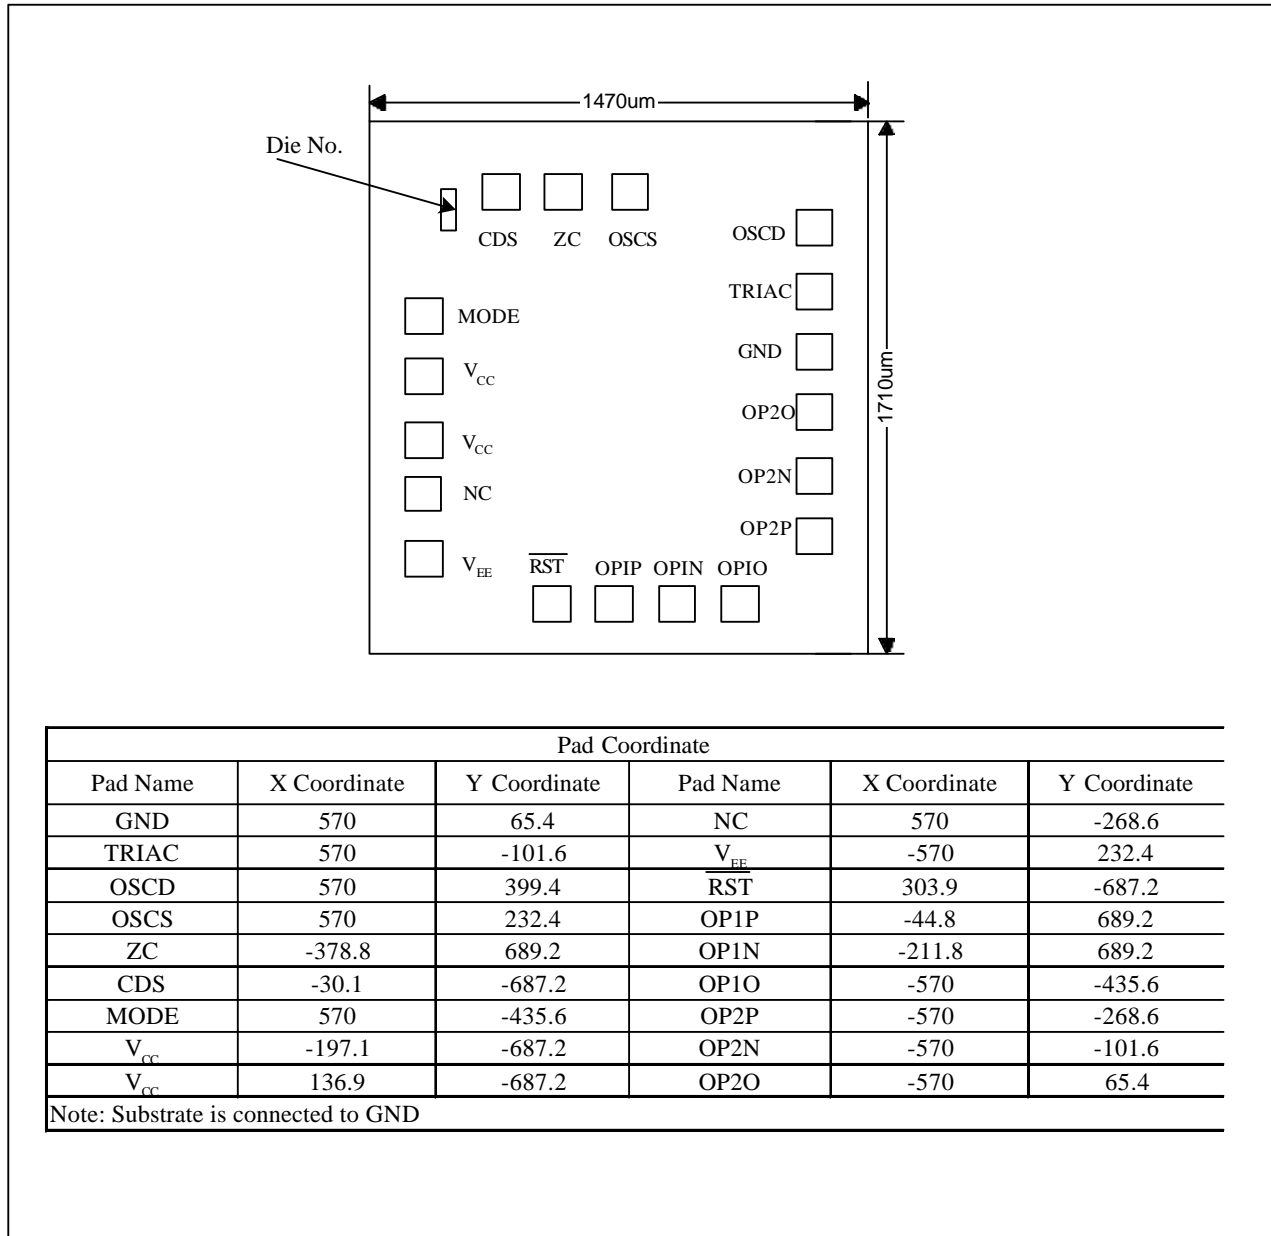 1470um
Die No.
CDS ZC OSCS
OSCD
TRIAC
MODE
GND
1710um
VCC
OP2O
VCC
OP2N
NC
OP2P
VEE
RST OPIP OPIN OPIO
Pad Coordinate
Pad Name X Coordinate Y Coordinate Pad Name X Coordinate Y Coordinate
GND 570 65.4 NC 570 -268.6
TRIAC 570 -101.6 VEE -570 232.4
OSCD 570 399.4 RST 303.9 -687.2
OSCS 570 232.4 OP1P -44.8 689.2
ZC -378.8 689.2 OP1N -211.8 689.2
CDS -30.1 -687.2 OP1O -570 -435.6
MODE 570 -435.6 OP2P -570 -268.6
VCC -197.1 -687.2 OP2N -570 -101.6
VCC 136.9 -687.2 OP2O -570 65.4
Note: Substrate is connected to GND